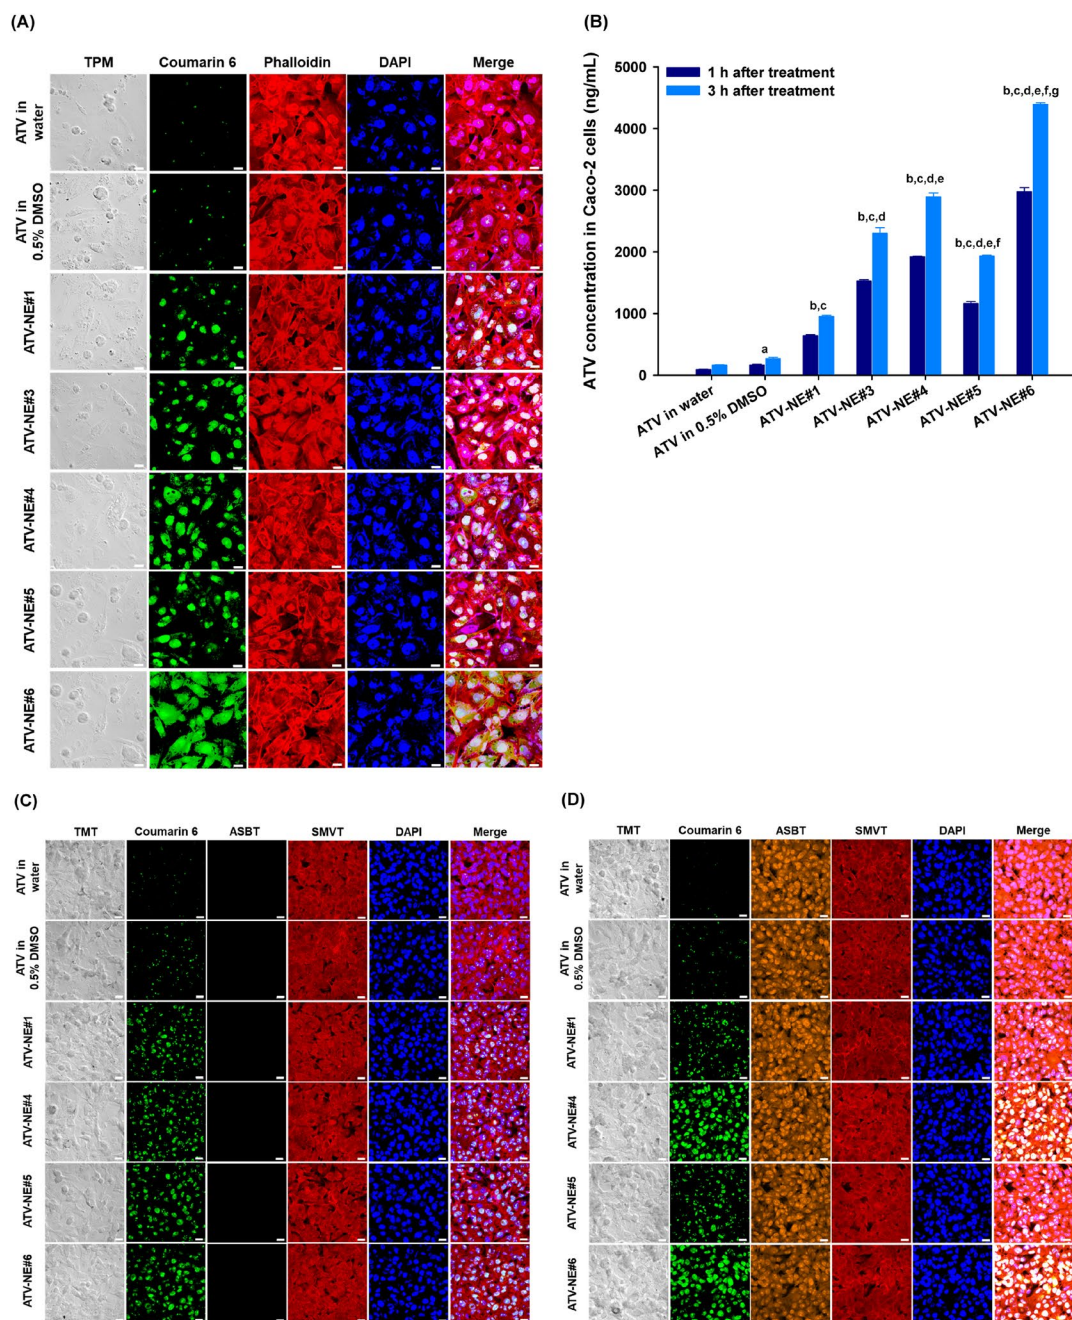 (A)
TPM Coumarin 6 Phalloidin DAPI Merge
ATV in
water
ATV in
0.5% DMSO
ATV-NE#1
ATV-NE#3
ATV-NE#4
ATV-NE#5
ATV-NE#6
(B)
ATV concentration in Caco-2 cells (ng/mL)
5000
4000
3000
2000
1000
0
1 h after treatment
3 h after treatment
a
b,c
b,c,d
b,c,d,e
b,c,d,e,f
b,c,d,e,f,g
ATV in water
ATV in 0.5% DMSO
ATV-NE#1
ATV-NE#3
ATV-NE#4
ATV-NE#5
ATV-NE#6
(C)
TMT Coumarin 6 ASBT SMVT DAPI Merge
ATV in
water
ATV in
0.5% DMSO
ATV-NE#1
ATV-NE#4
ATV-NE#5
ATV-NE#6
(D)
TMT Coumarin 6 ASBT SMVT DAPI Merge
ATV in
water
ATV in
0.5% DMSO
ATV-NE#1
ATV-NE#4
ATV-NE#5
ATV-NE#6